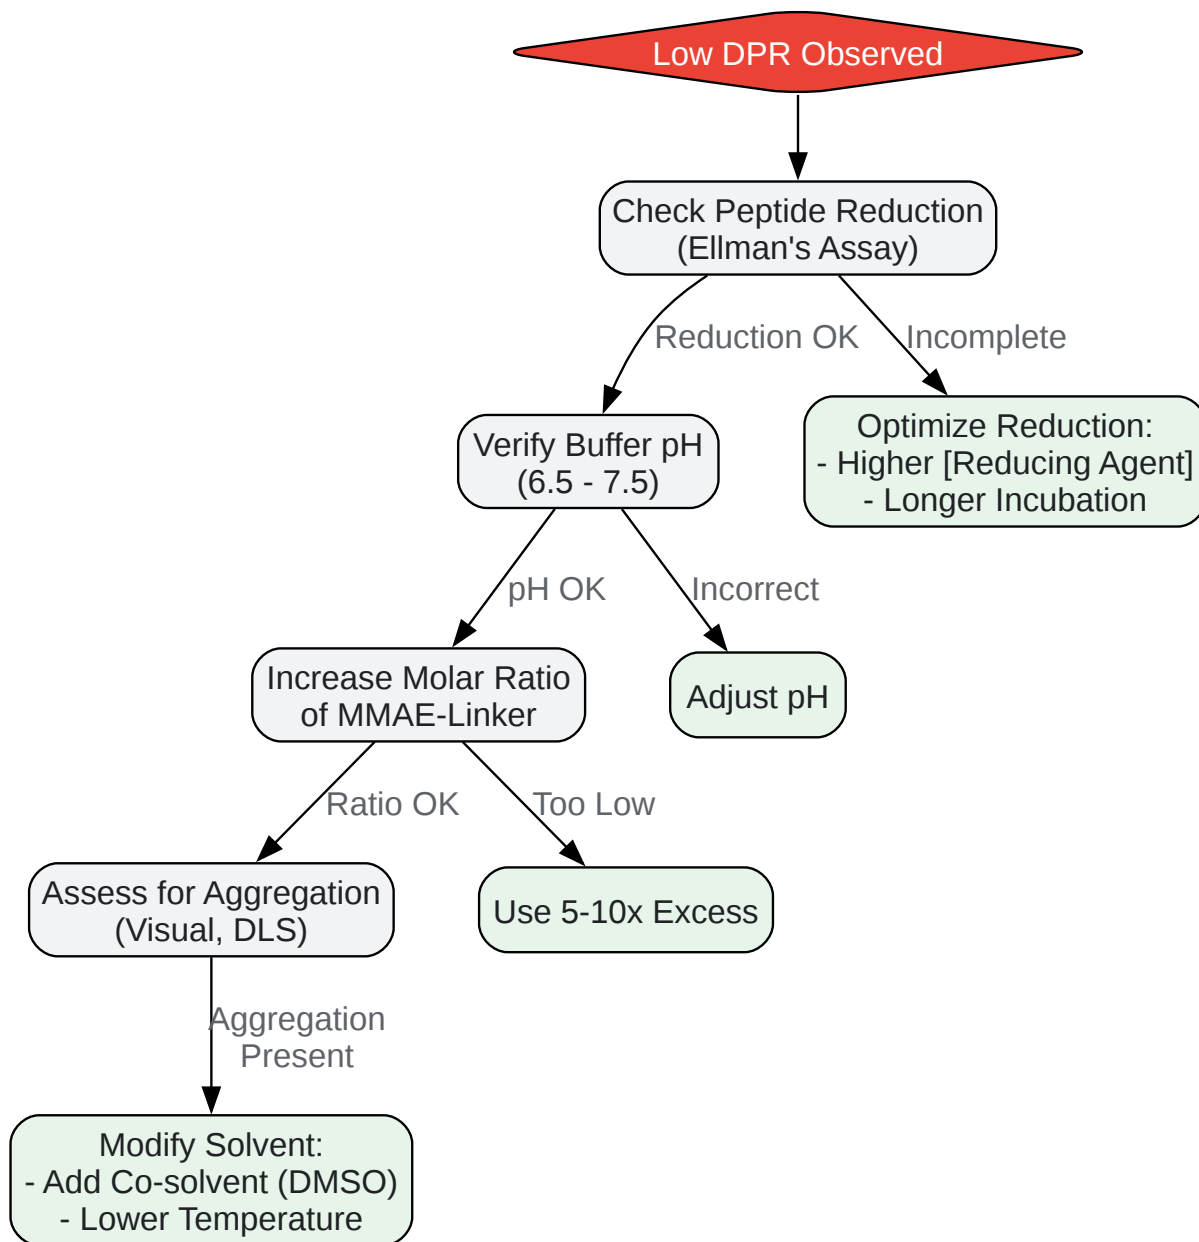 Low DPR Observed
Check Peptide Reduction
(Ellman's Assay)
Reduction OK
Incomplete
Optimize Reduction:
- Higher [Reducing Agent]
- Longer Incubation
Verify Buffer pH
(6.5 - 7.5)
pH OK
Incorrect
Increase Molar Ratio
of MMAE-Linker
Adjust pH
Ratio OK
Too Low
Assess for Aggregation
(Visual, DLS)
Use 5-10x Excess
Aggregation
Present
Modify Solvent:
- Add Co-solvent (DMSO)
- Lower Temperature